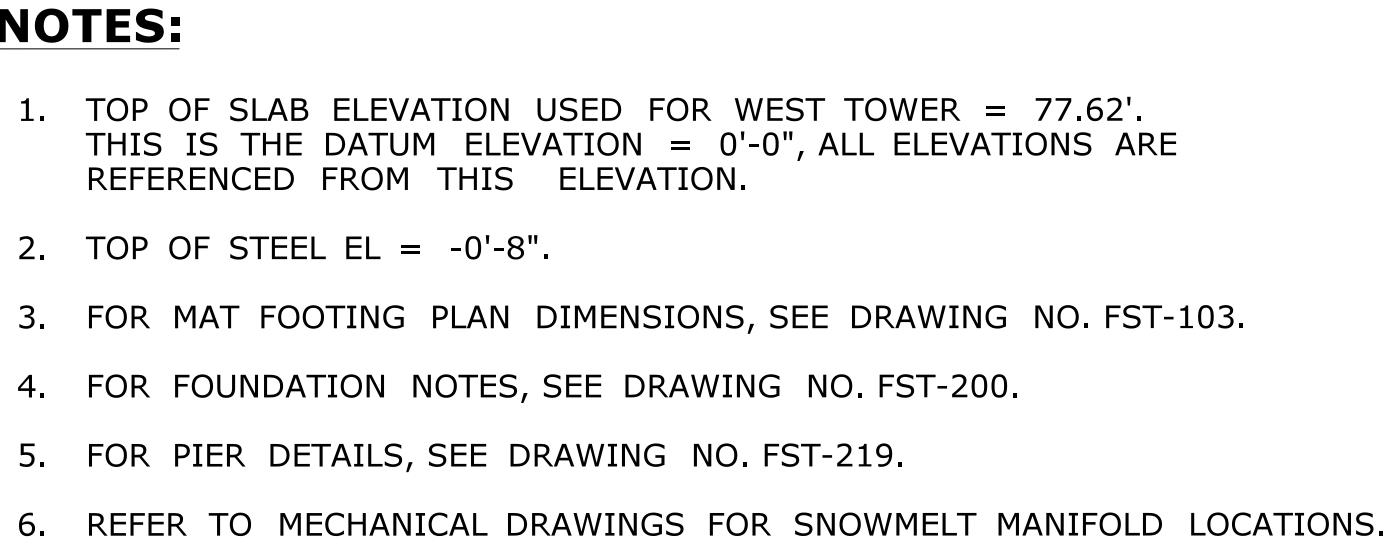 NOTES:
1. TOP OF SLAB ELEVATION USED FOR WEST TOWER = 77.62'.
THIS IS THE DATUM ELEVATION = 0'-0", ALL ELEVATIONS ARE
REFERENCED FROM THIS ELEVATION.
2. TOP OF STEEL EL = -0'-8".
3. FOR MAT FOOTING PLAN DIMENSIONS, SEE DRAWING NO. FST-103.
4. FOR FOUNDATION NOTES, SEE DRAWING NO. FST-200.
5. FOR PIER DETAILS, SEE DRAWING NO. FST-219.
6. REFER TO MECHANICAL DRAWINGS FOR SNOWMELT MANIFOLD LOCATIONS.